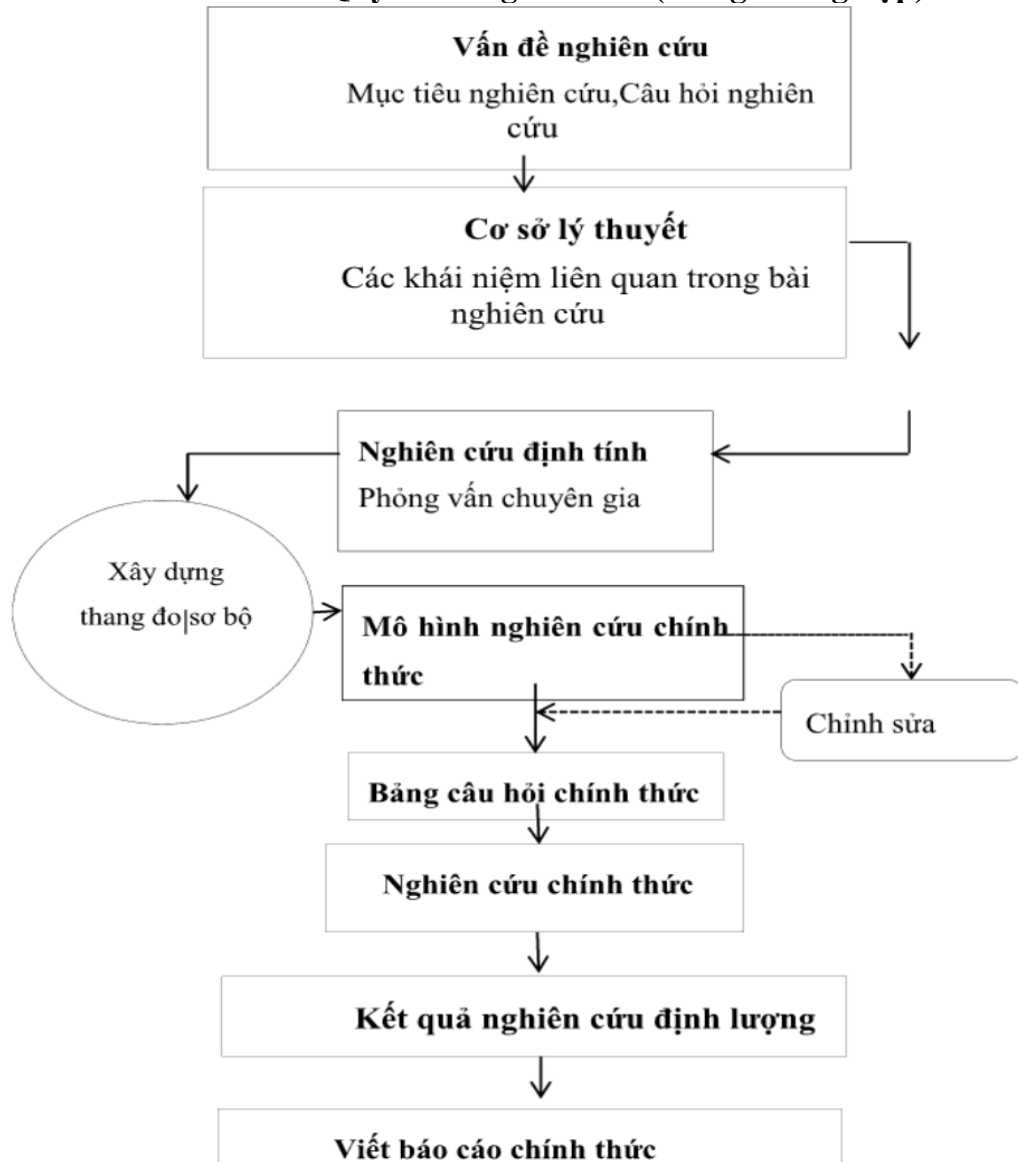 Vấn đề nghiên cứu
Mục tiêu nghiên cứu,Câu hỏi nghiên
cứu
Cơ sở lý thuyết
Các khái niệm liên quan trong bài
nghiên cứu
Nghiên cứu định tính
Phỏng vấn chuyên gia
Xây dựng
thang đo|sơ bộ
Mô hình nghiên cứu chính
thức
Chỉnh sửa
Bảng câu hỏi chính thức
Nghiên cứu chính thức
Kết quả nghiên cứu định lượng
Viết báo cáo chính thức